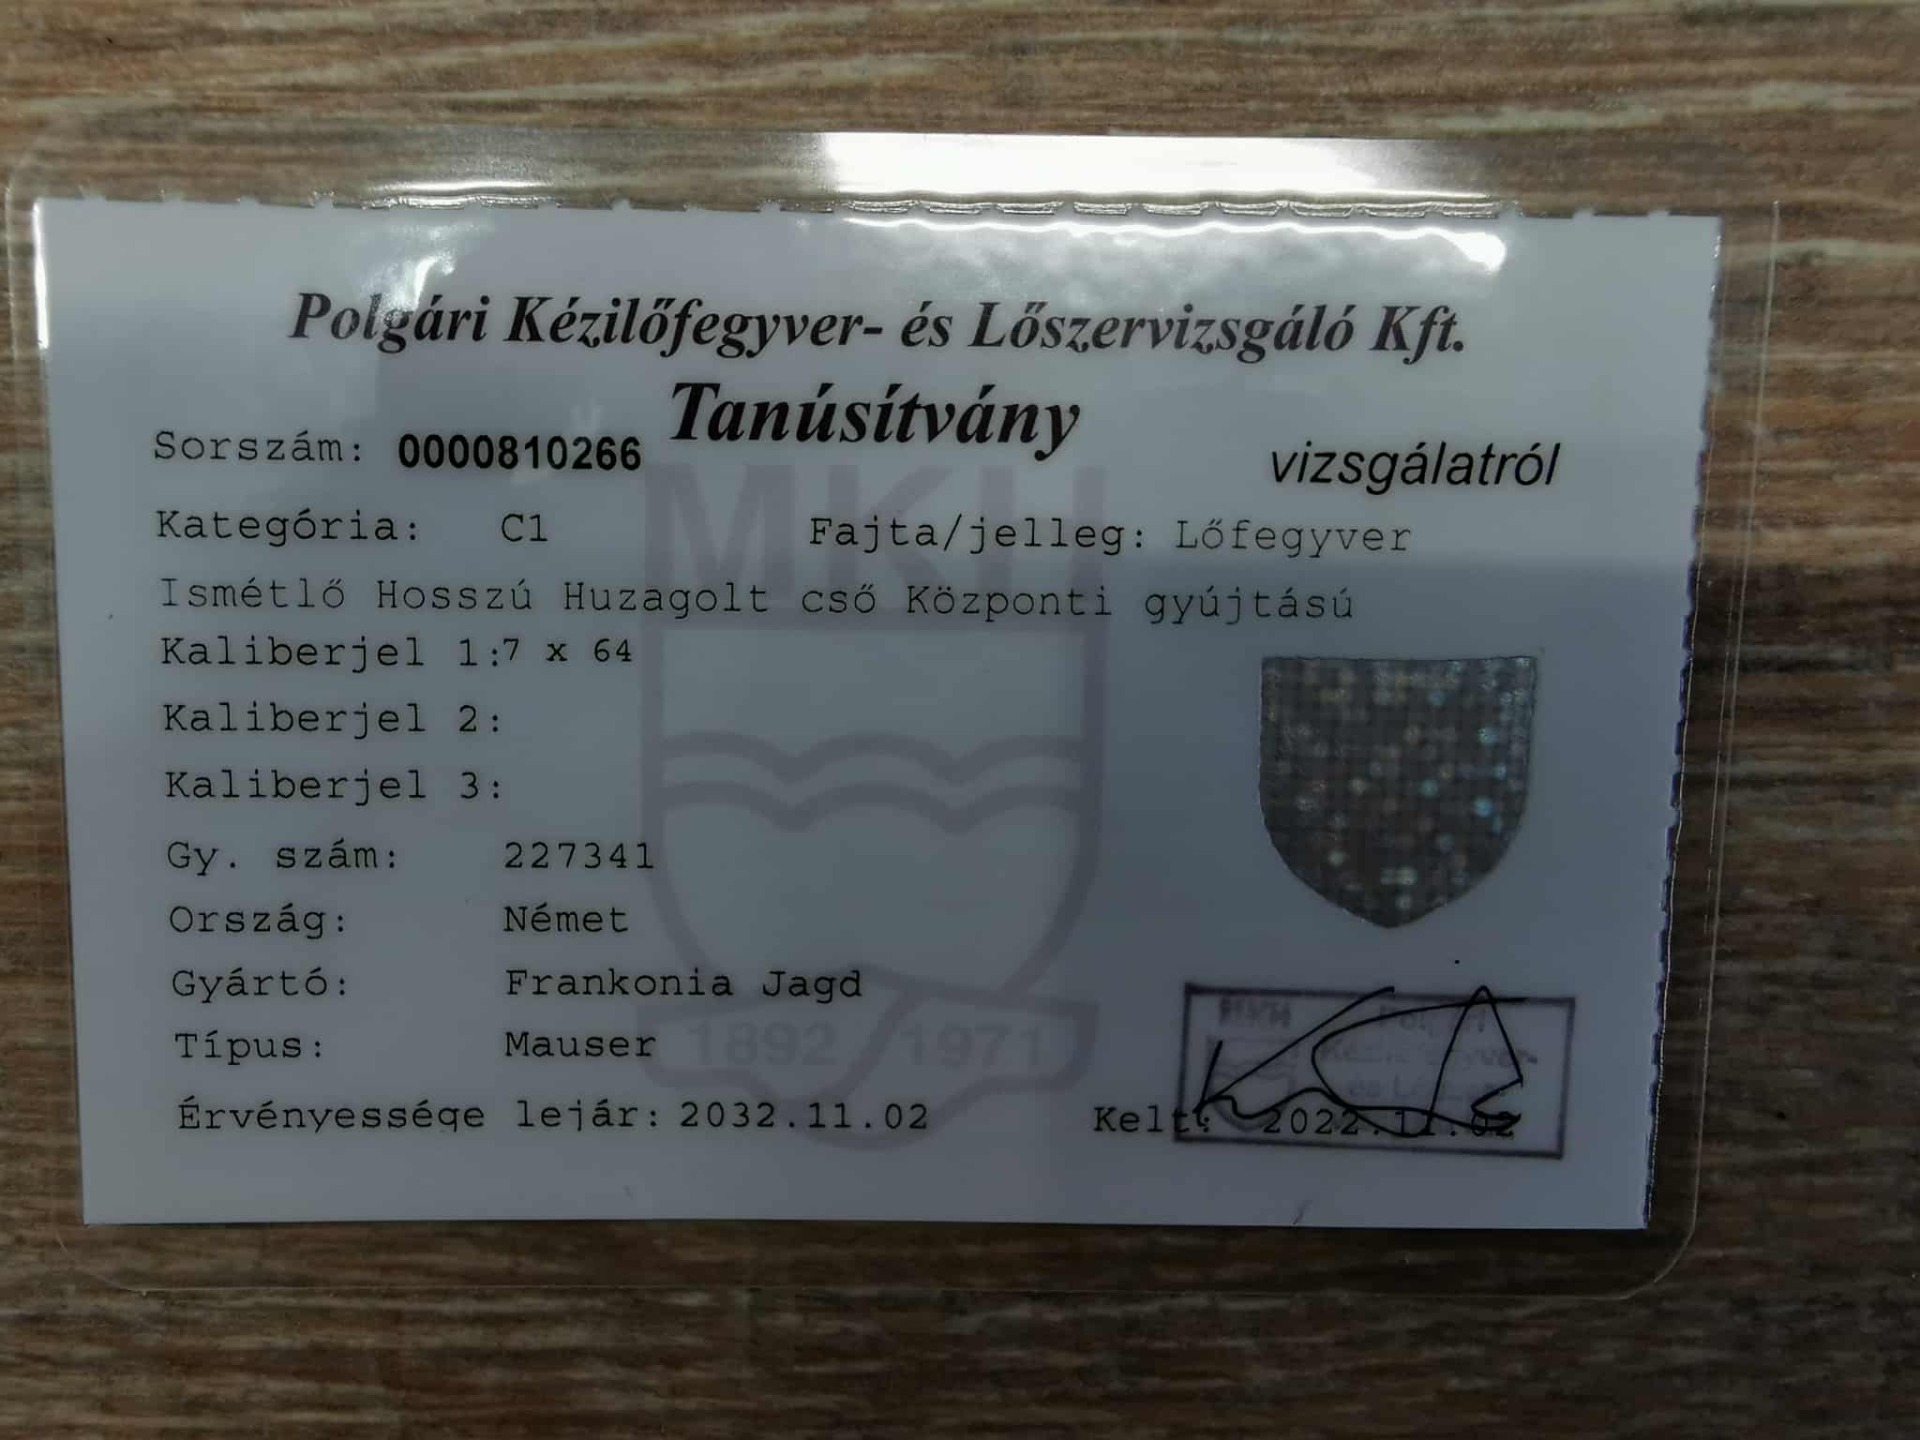 Polgári Kézilőfegyver- és Lőszervizsgáló Kft.
Tanúsítvány
Sorszám: 0000810266
vizsgálatról
Kategória: C1 Fajta/jelleg: Lőfegyver
Ismétlő Hosszú Huzagolt cső Központi gyújtású
Kaliberjel 1:7 x 64
Kaliberjel 2:
Kaliberjel 3:
Gy. szám: 227341
Ország: Német
Gyártó: Frankonia Jagd
Típus: Mauser
Érvényessége lejár: 2032.11.02 Kelt: 2022.11.02
MKH
1892 1971
MKH